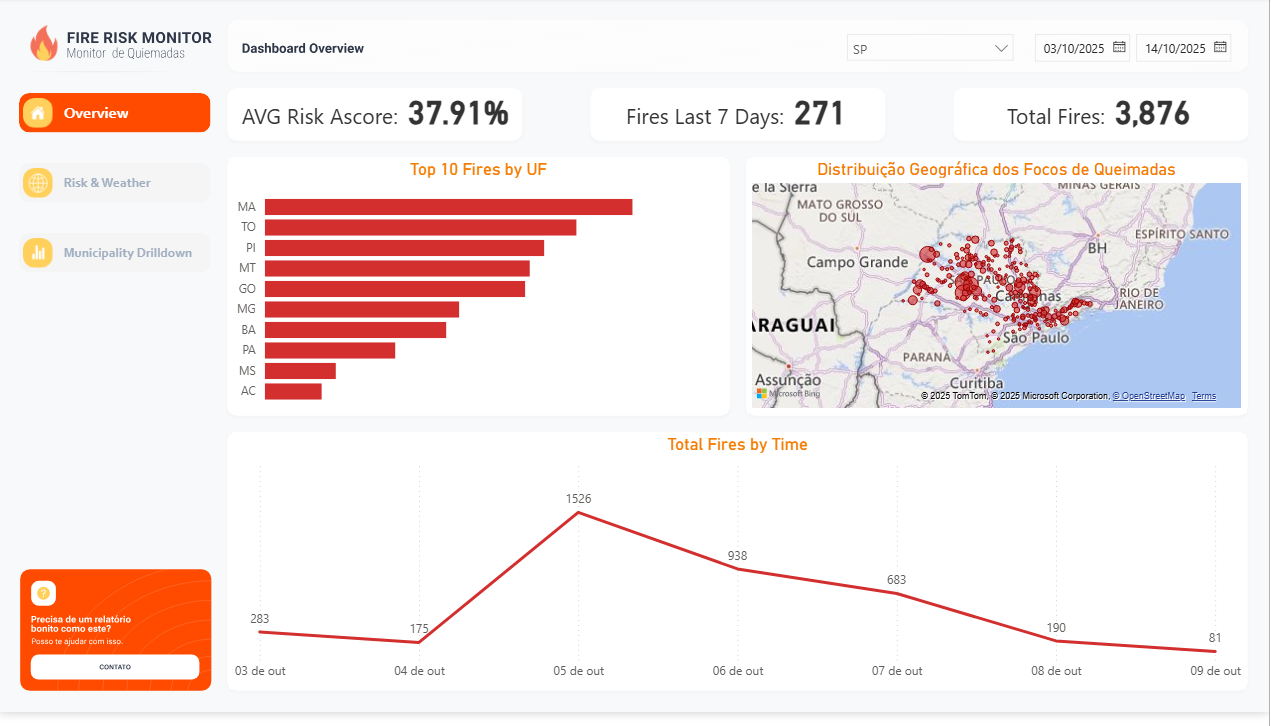 FIRE RISK MONITOR
Monitor de Quiemadas
Dashboard Overview
SP
03/10/2025
14/10/2025
Overview
Risk & Weather
Municipality Drilldown
AVG Risk Ascore: 37.91%
Fires Last 7 Days: 271
Total Fires: 3,876
Top 10 Fires by UF
MA
TO
PI
MT
GO
MG
BA
PA
MS
AC
Distribuição Geográfica dos Focos de Queimadas
e la Sierra
MINAS GERAIS
MATO GROSSO
DO SUL
ESPÍRITO SANTO
BH
Campo Grande
RIO DE
JANEIRO
ARAGUAI
São Paulo
PARANÁ
Assunção
Curitiba
Microsoft Bing
© 2025 TomTom, © 2025 Microsoft Corporation, © OpenStreetMap Terms
Total Fires by Time
283
175
1526
938
683
190
81
03 de out
04 de out
05 de out
06 de out
07 de out
08 de out
09 de out
?
Precisa de um relatório
bonito como este?
Posso te ajudar com isso.
CONTATO